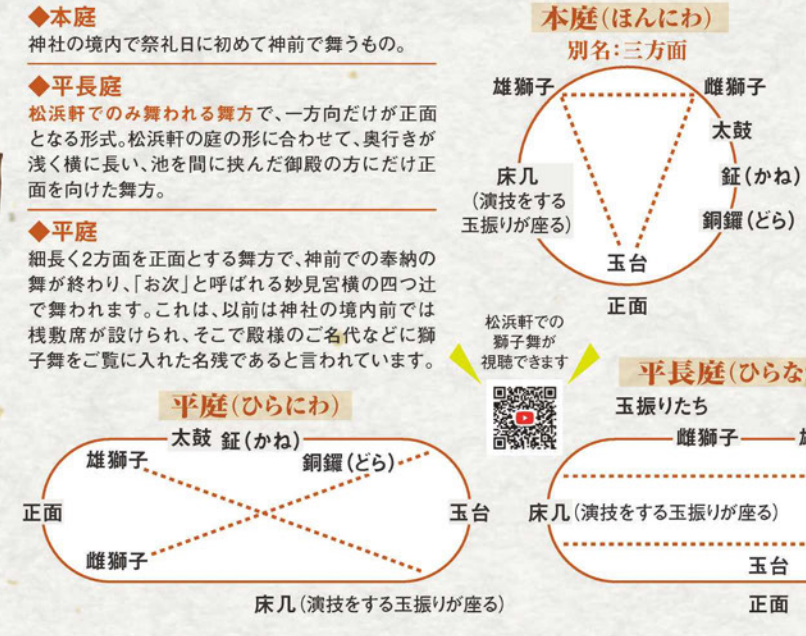 ◆本庭
神社の境内で祭礼日に初めて神前で舞うもの。
◆平長庭
松浜軒でのみ舞われる舞方で、一方向だけが正面
となる形式。松浜軒の庭の形に合わせて、奥行きが
浅く横に長い、池を間に挟んだ御殿の方にだけ正
面を向けた舞方。
◆平庭
細長く2方面を正面とする舞方で、神前での奉納の
舞が終わり、「お次」と呼ばれる妙見宮横の四つ辻
で舞われます。これは、以前は神社の境内前では
桟敷席が設けられ、そこで殿様のご名代などに獅
子舞をご覧に入れた名残であると言われています。
本庭(ほんにわ)
別名:三方面
雄獅子
雌獅子
太鼓
床几
(演技をする
玉振りが座る)
鉦(かね)
銅鑼(どら)
玉台
正面
松浜軒での
獅子舞が
視聴できます
平庭(ひらにわ)
太鼓 鉦(かね)
雄獅子
銅鑼(どら)
正面
玉台
雌獅子
床几(演技をする玉振りが座る)
平長庭(ひらな
玉振りたち
雌獅子
床几(演技をする玉振りが座る)
玉台
正面